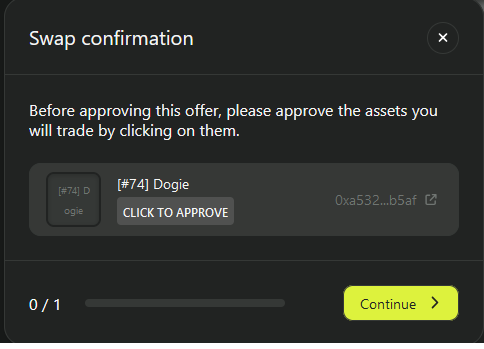 Swap confirmation
Before approving this offer, please approve the assets you
will trade by clicking on them.
[#74] D
ogie
[#74] Dogie
CLICK TO APPROVE
0xa532...b5af
0 / 1
Continue